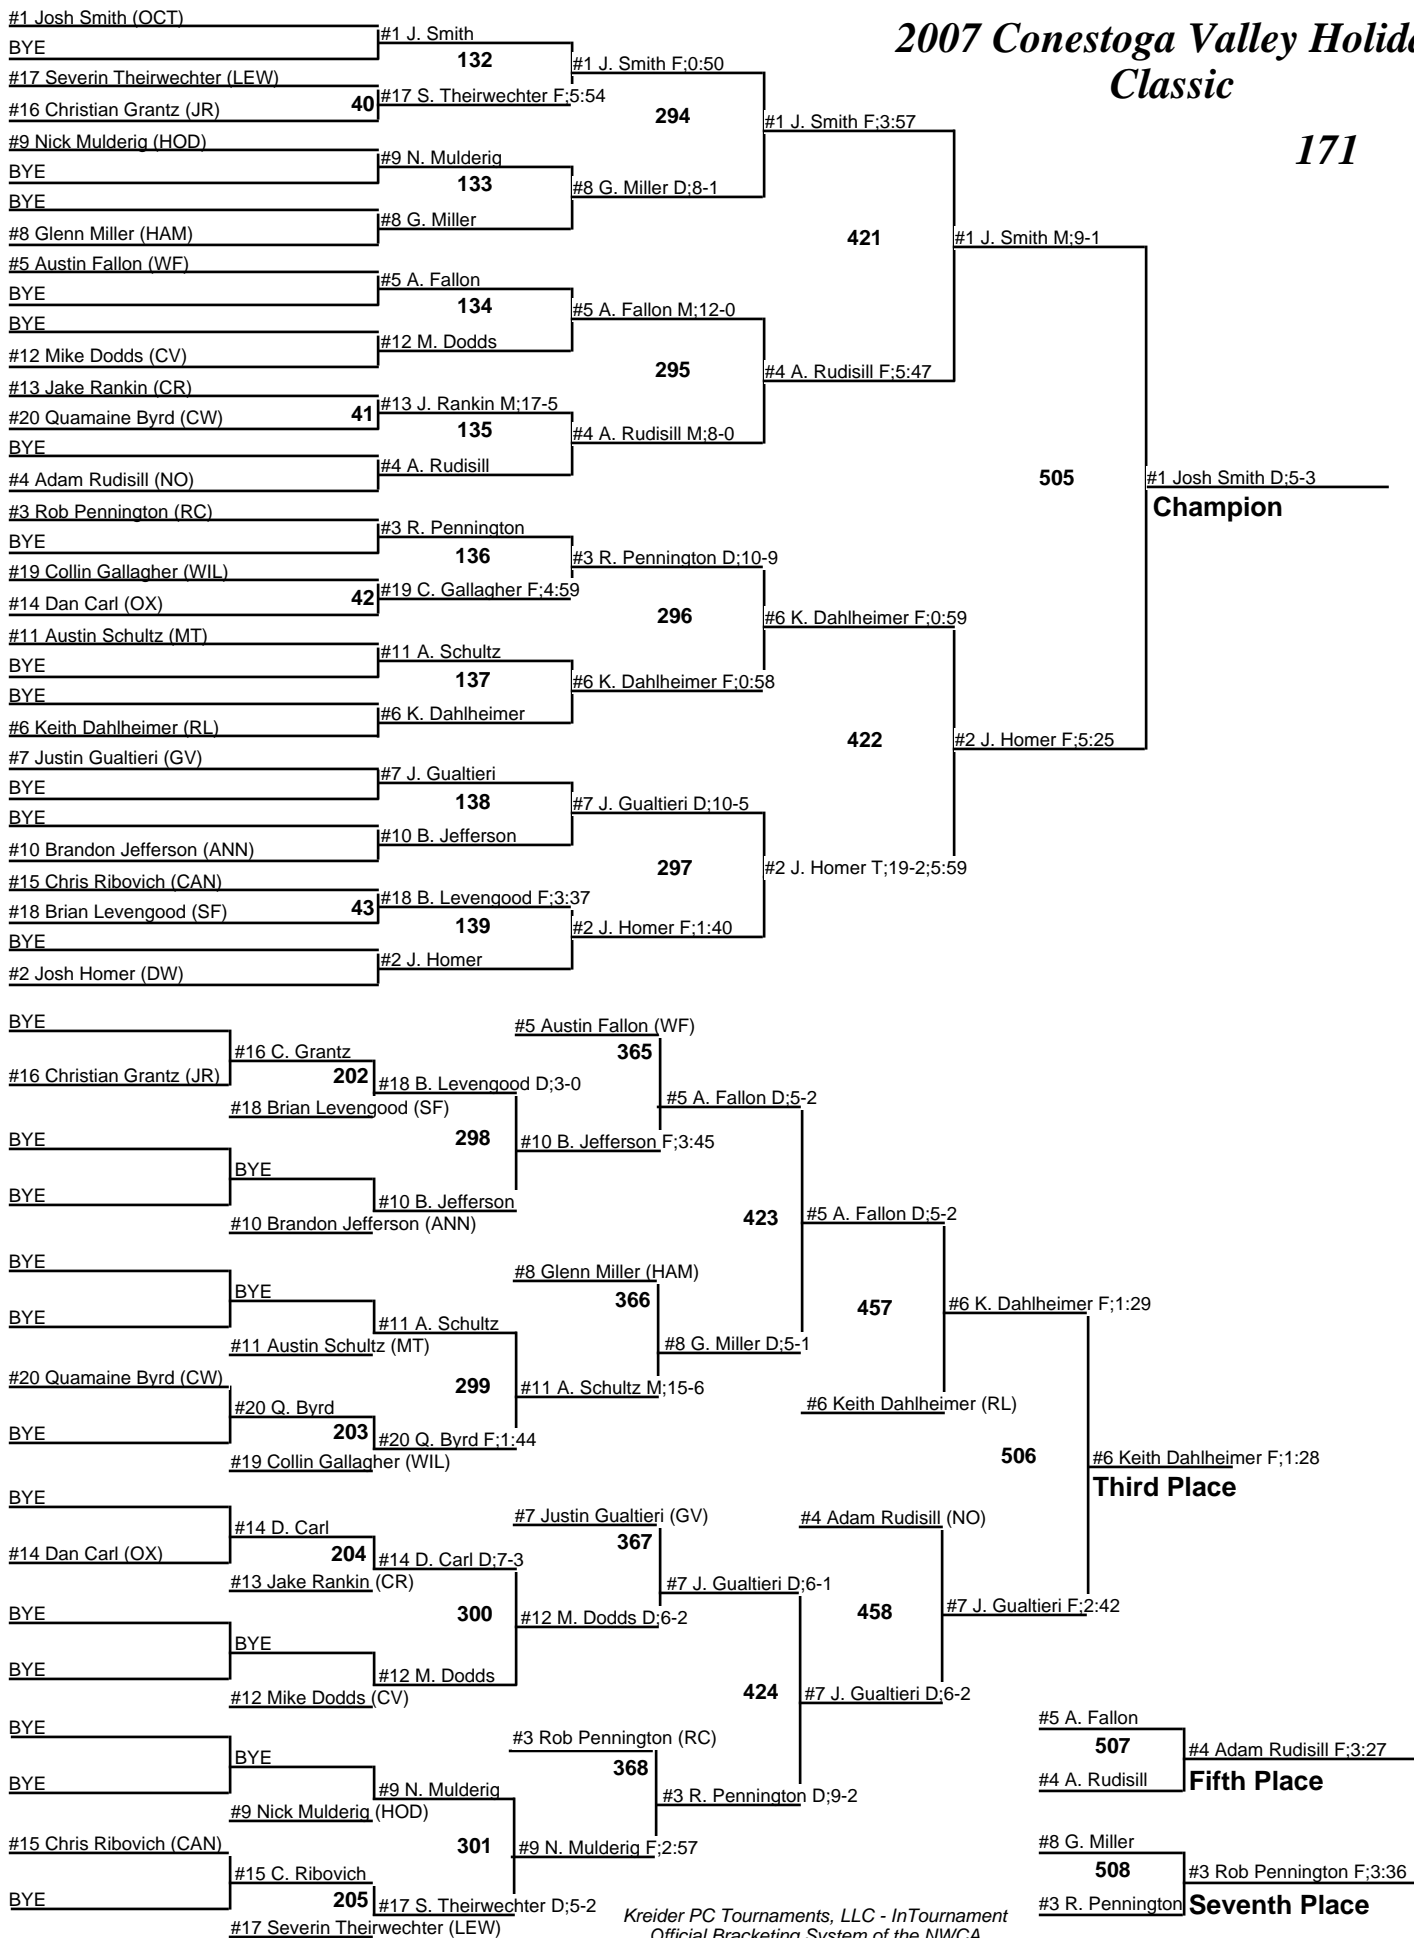 2007 Conestoga Valley Holida
Classic
171
#1 Josh Smith (OCT)
BYE
#17 Severin Theirwechter (LEW)
#16 Christian Grantz (JR)
#9 Nick Mulderig (HOD)
BYE
BYE
#8 Glenn Miller (HAM)
#5 Austin Fallon (WF)
BYE
BYE
#12 Mike Dodds (CV)
#13 Jake Rankin (CR)
#20 Quamaine Byrd (CW)
BYE
#4 Adam Rudisill (NO)
#3 Rob Pennington (RC)
BYE
#19 Collin Gallagher (WIL)
#14 Dan Carl (OX)
#11 Austin Schultz (MT)
BYE
BYE
#6 Keith Dahlheimer (RL)
#7 Justin Gualtieri (GV)
BYE
BYE
#10 Brandon Jefferson (ANN)
#15 Chris Ribovich (CAN)
#18 Brian Levengood (SF)
BYE
#2 Josh Homer (DW)
40
41
42
43
#1 J. Smith
132
#17 S. Theirwechter F;5:54
#9 N. Mulderig
133
#8 G. Miller
#5 A. Fallon
134
#12 M. Dodds
#13 J. Rankin M;17-5
135
#4 A. Rudisill
#3 R. Pennington
136
#19 C. Gallagher F;4:59
#11 A. Schultz
137
#6 K. Dahlheimer
#7 J. Gualtieri
138
#10 B. Jefferson
#18 B. Levengood F;3:37
139
#2 J. Homer
#1 J. Smith F;0:50
294
#8 G. Miller D;8-1
#5 A. Fallon M;12-0
295
#4 A. Rudisill M;8-0
#3 R. Pennington D;10-9
296
#6 K. Dahlheimer F;0:58
#7 J. Gualtieri D;10-5
297
#2 J. Homer F;1:40
#1 J. Smith F;3:57
421
#4 A. Rudisill F;5:47
#6 K. Dahlheimer F;0:59
422
#2 J. Homer T;19-2;5:59
#1 J. Smith M;9-1
505
#2 J. Homer F;5:25
#1 Josh Smith D;5-3
Champion
BYE
#16 Christian Grantz (JR)
BYE
BYE
BYE
BYE
#20 Quamaine Byrd (CW)
BYE
BYE
#14 Dan Carl (OX)
BYE
BYE
BYE
BYE
#15 Chris Ribovich (CAN)
BYE
#16 C. Grantz
202
#18 Brian Levengood (SF)
BYE
#10 Brandon Jefferson (ANN)
BYE
#11 Austin Schultz (MT)
#20 Q. Byrd
203
#19 Collin Gallagher (WIL)
#14 D. Carl
204
#13 Jake Rankin (CR)
BYE
#12 Mike Dodds (CV)
BYE
#9 Nick Mulderig (HOD)
#15 C. Ribovich
205
#17 Severin Theirwechter (LEW)
#18 B. Levengood D;3-0
298
#10 B. Jefferson
#11 A. Schultz
299
#20 Q. Byrd F;1:44
#14 D. Carl D;7-3
300
#12 M. Dodds
#9 N. Mulderig
301
#17 S. Theirwechter D;5-2
#5 Austin Fallon (WF)
365
#10 B. Jefferson F;3:45
#8 Glenn Miller (HAM)
366
#11 A. Schultz M;15-6
#7 Justin Gualtieri (GV)
367
#12 M. Dodds D;6-2
#3 Rob Pennington (RC)
368
#9 N. Mulderig F;2:57
#5 A. Fallon D;5-2
423
#8 G. Miller D;5-1
#7 J. Gualtieri D;6-1
424
#3 R. Pennington D;9-2
#5 A. Fallon D;5-2
457
#6 Keith Dahlheimer (RL)
#4 Adam Rudisill (NO)
458
#7 J. Gualtieri D;6-2
#6 K. Dahlheimer F;1:29
506
#7 J. Gualtieri F;2:42
#6 Keith Dahlheimer F;1:28
Third Place
#5 A. Fallon
507
#4 A. Rudisill
#4 Adam Rudisill F;3:27
Fifth Place
#8 G. Miller
508
#3 R. Pennington
#3 Rob Pennington F;3:36
Seventh Place
Kreider PC Tournaments, LLC - InTournament
Official Bracketing System of the NWCA